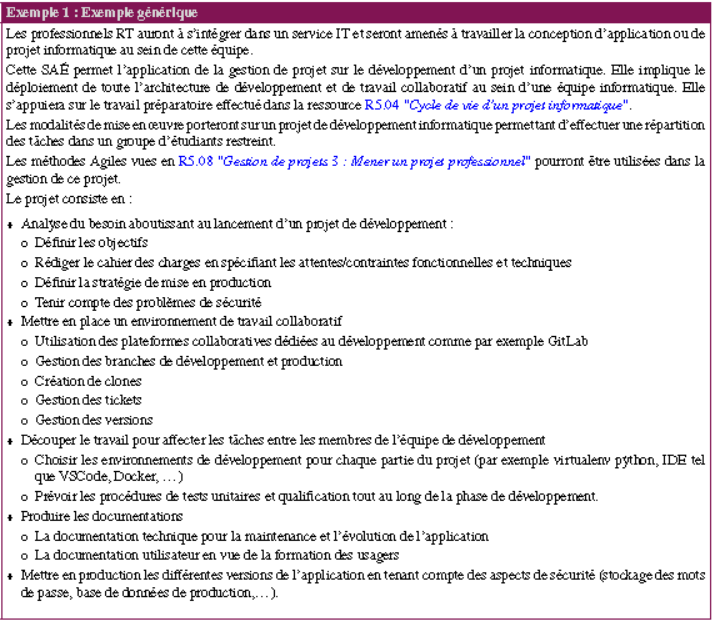 Exemple 1 : Exemple générique
Les professionnels RT auront à s'intégrer dans un service IT et seront amenés à travailler la conception d'application ou de
projet informatique au sein de cette équipe.
Cette SAÉ permet l'application de la gestion de projet sur le développement d'un projet informatique. Elle implique le
déploiement de toute l'architecture de développement et de travail collaboratif au sein d'une équipe informatique. Elle
s'appuiera sur le travail préparatoire effectué dans la ressource R5.04 "Cycle de vie d'un projet informatique".
Les modalités de mise en œuvre porteront sur un projet de développement informatique permettant d'effectuer une répartition
des tâches dans un groupe d'étudiants restreint.
Les méthodes Agiles vues en R5.08 "Gestion de projets 3 : Mener un projet professionnel" pourront être utilisées dans la
gestion de ce projet.
Le projet consiste en :
• Analyse du besoin aboutissant au lancement d'un projet de développement :
o Définir les objectifs
o Rédiger le cahier des charges en spécifiant les attentes/contraintes fonctionnelles et techniques
o Définir la stratégie de mise en production
o Tenir compte des problèmes de sécurité
• Mettre en place un environnement de travail collaboratif
o Utilisation des plateformes collaboratives dédiées au développement comme par exemple GitLab
o Gestion des branches de développement et production
o Création de clones
o Gestion des tickets
o Gestion des versions
• Découper le travail pour affecter les tâches entre les membres de l'équipe de développement
o Choisir les environnements de développement pour chaque partie du projet (par exemple virtualenv python, IDE tel
que VSCode, Docker, ...)
o Prévoir les procédures de tests unitaires et qualification tout au long de la phase de développement.
• Produire les documentations
o La documentation technique pour la maintenance et l'évolution de l'application
o La documentation utilisateur en vue de la formation des usagers
• Mettre en production les différentes versions de l'application en tenant compte des aspects de sécurité (stockage des mots
de passe, base de données de production,...).